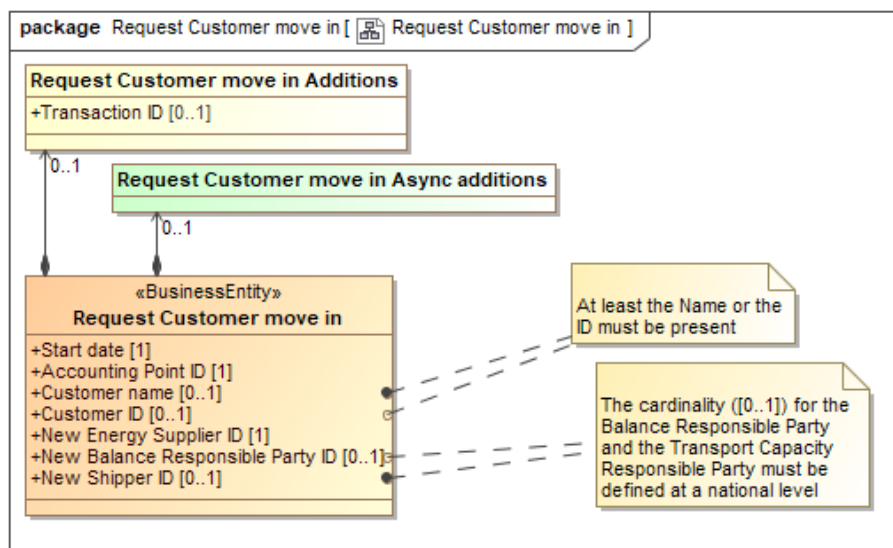 package Request Customer move in [ Request Customer move in ]
Request Customer move in Additions
+Transaction ID [0..1]
0..1
Request Customer move in Async additions
0..1
«BusinessEntity»
Request Customer move in
+Start date [1]
+Accounting Point ID [1]
+Customer name [0..1]
+Customer ID [0..1]
+New Energy Supplier ID [1]
+New Balance Responsible Party ID [0..1]
+New Shipper ID [0..1]
At least the Name or the
ID must be present
The cardinality ([0..1]) for the
Balance Responsible Party
and the Transport Capacity
Responsible Party must be
defined at a national level